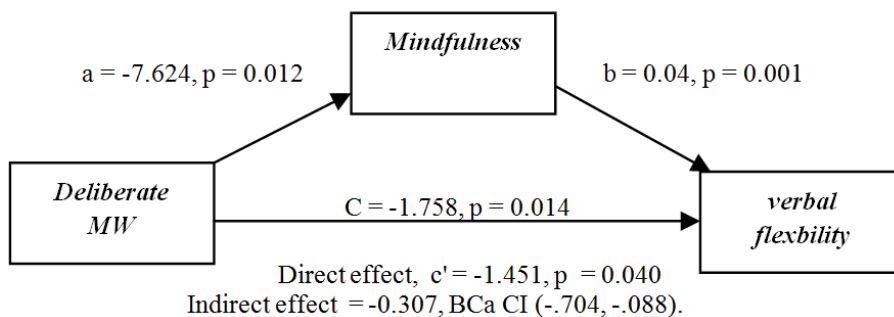 Mindfulness
a = -7.624, p = 0.012
b = 0.04, p = 0.001
Deliberate
MW
C = -1.758, p = 0.014
verbal
flexbility
Direct effect, c' = -1.451, p = 0.040
Indirect effect = -0.307, BCa CI (-.704, -.088).